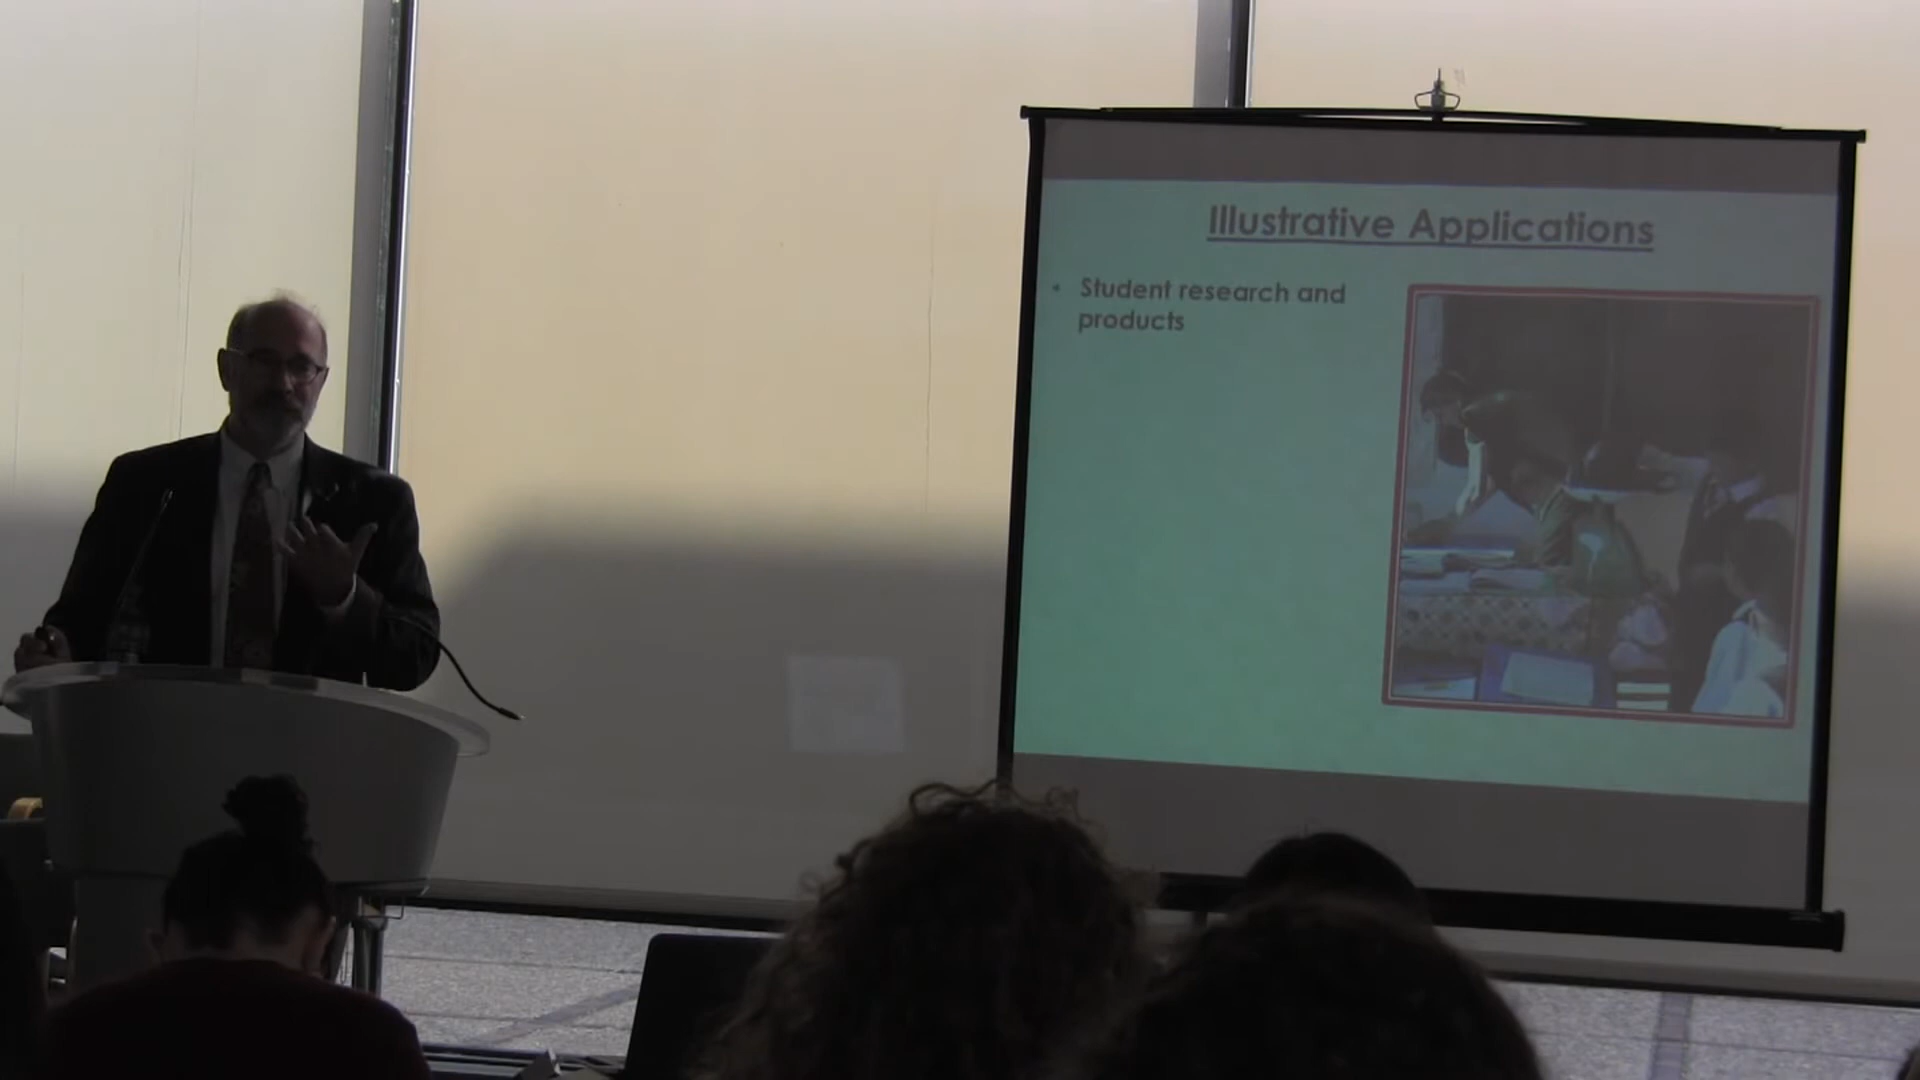 Illustrative Applications
• Student research and
products